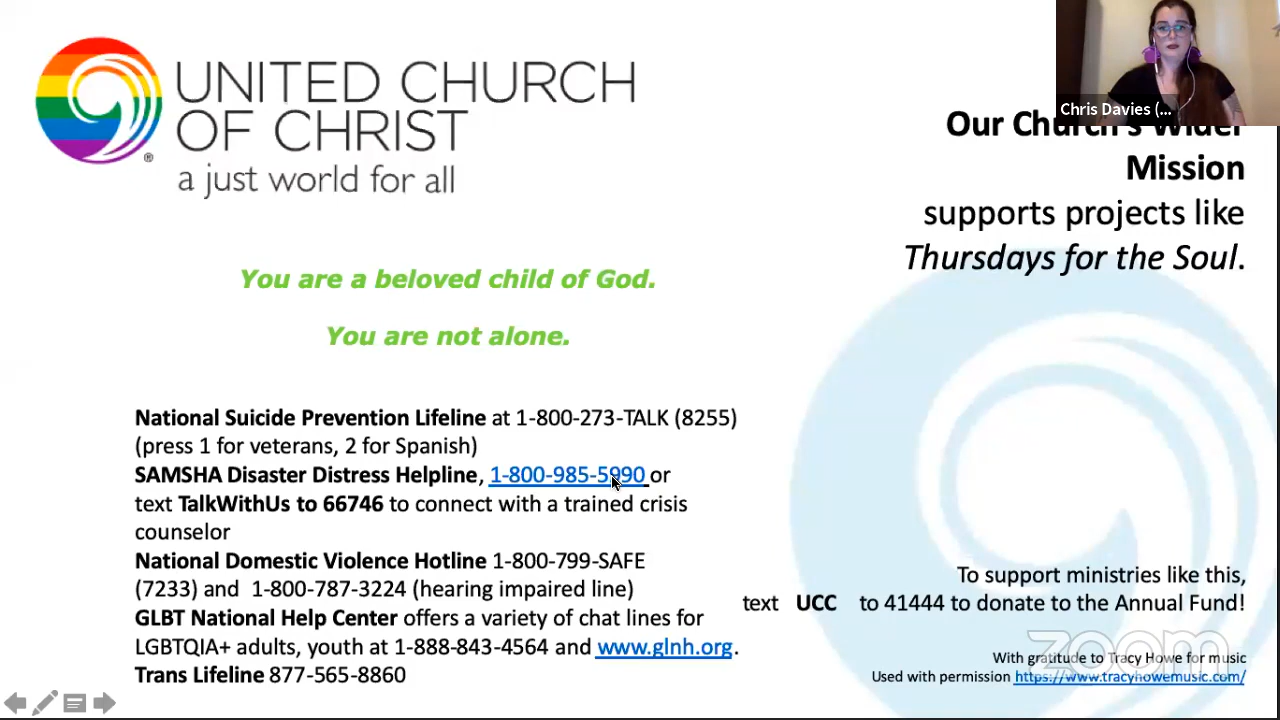 UNITED CHURCH
OF CHRIST
a just world for all
®
Chris Davies (...
Our Church's Wider
Mission
supports projects like
Thursdays for the Soul.
You are a beloved child of God.
You are not alone.
National Suicide Prevention Lifeline at 1-800-273-TALK (8255)
(press 1 for veterans, 2 for Spanish)
SAMSHA Disaster Distress Helpline, 1-800-985-5990 or
text TalkWithUs to 66746 to connect with a trained crisis
counselor
National Domestic Violence Hotline 1-800-799-SAFE
(7233) and 1-800-787-3224 (hearing impaired line)
GLBT National Help Center offers a variety of chat lines for
LGBTQIA+ adults, youth at 1-888-843-4564 and www.glnh.org.
Trans Lifeline 877-565-8860
To support ministries like this,
text UCC to 41444 to donate to the Annual Fund!
zoom
With gratitude to Tracy Howe for music
Used with permission https://www.tracyhowemusic.com/